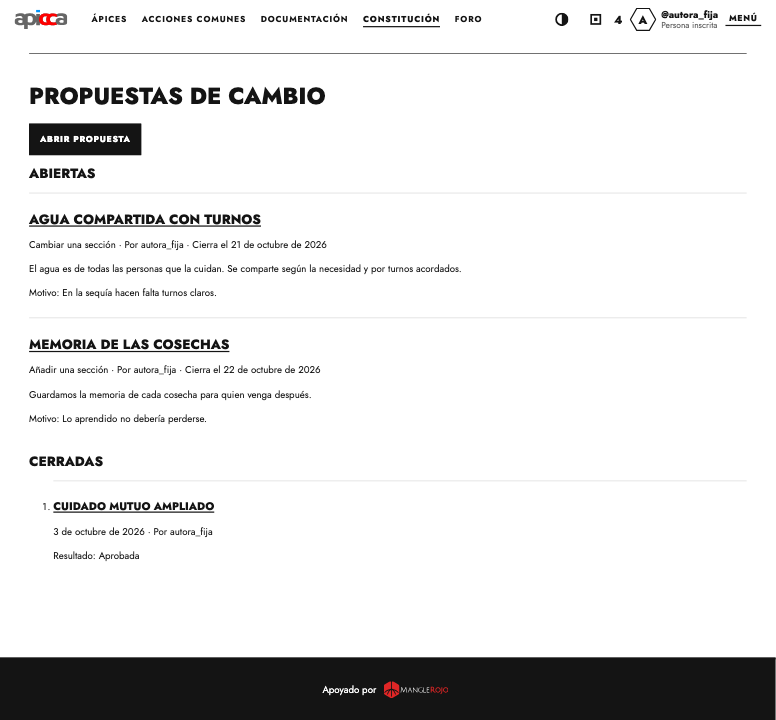 apicca
ÁPICES ACCIONES COMUNES DOCUMENTACIÓN CONSTITUCIÓN FORO
4
A
@autora_fija
Persona inscrita
MENÚ
PROPUESTAS DE CAMBIO
ABRIR PROPUESTA
ABIERTAS
AGUA COMPARTIDA CON TURNOS
Cambiar una sección · Por autora_fija · Cierra el 21 de octubre de 2026
El agua es de todas las personas que la cuidan. Se comparte según la necesidad y por turnos acordados.
Motivo: En la sequía hacen falta turnos claros.
MEMORIA DE LAS COSECHAS
Añadir una sección · Por autora_fija · Cierra el 22 de octubre de 2026
Guardamos la memoria de cada cosecha para quien venga después.
Motivo: Lo aprendido no debería perderse.
CERRADAS
1. CUIDADO MUTUO AMPLIADO
3 de octubre de 2026 · Por autora_fija
Resultado: Aprobada
Apoyado por MANGLEROJO